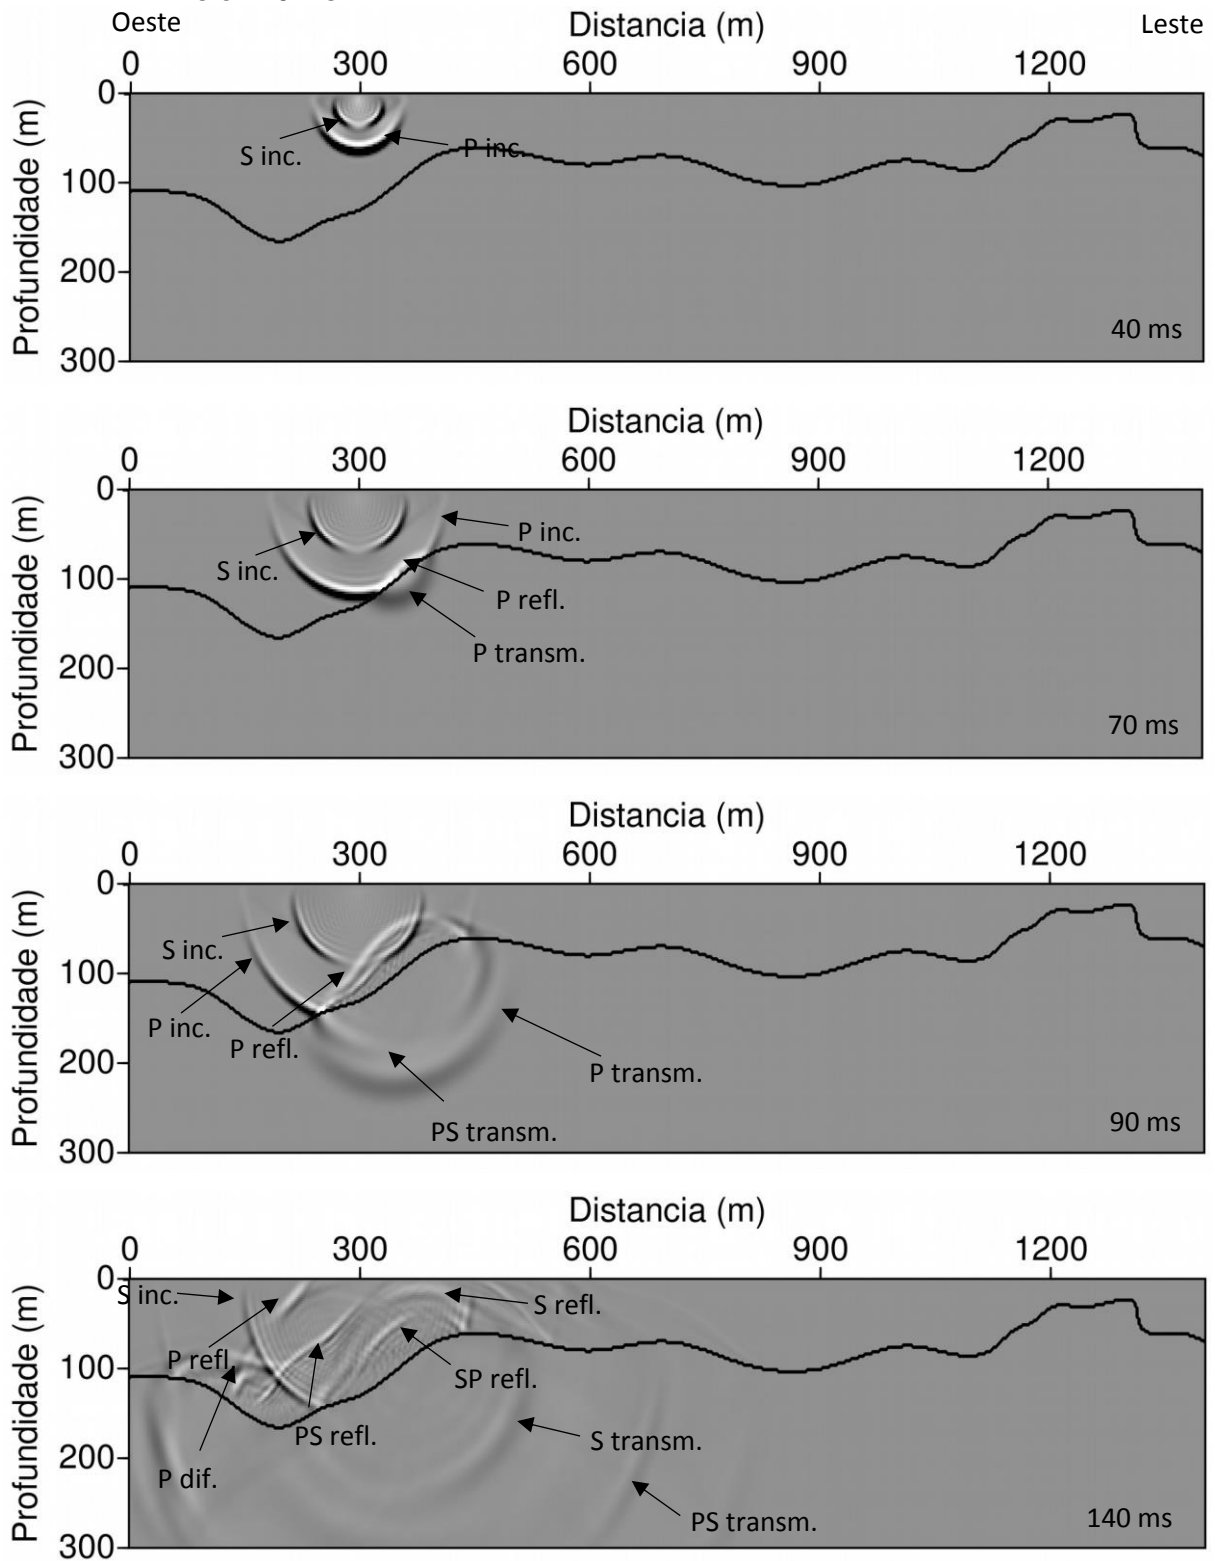 Oeste Distancia (m) Leste
0 300 600 900 1200
0
100
200
300
Profundidade (m)
S inc.
P inc.
40 ms
Distancia (m)
0 300 600 900 1200
0
100
200
300
Profundidade (m)
P inc.
S inc.
P refl.
P transm.
70 ms
Distancia (m)
0 300 600 900 1200
0
100
200
300
Profundidade (m)
S inc.
P inc.
P refl.
P transm.
PS transm.
90 ms
Distancia (m)
0 300 600 900 1200
0
100
200
300
Profundidade (m)
S inc.
S refl.
P refl.
SP refl.
PS refl.
S transm.
P dif.
PS transm.
140 ms